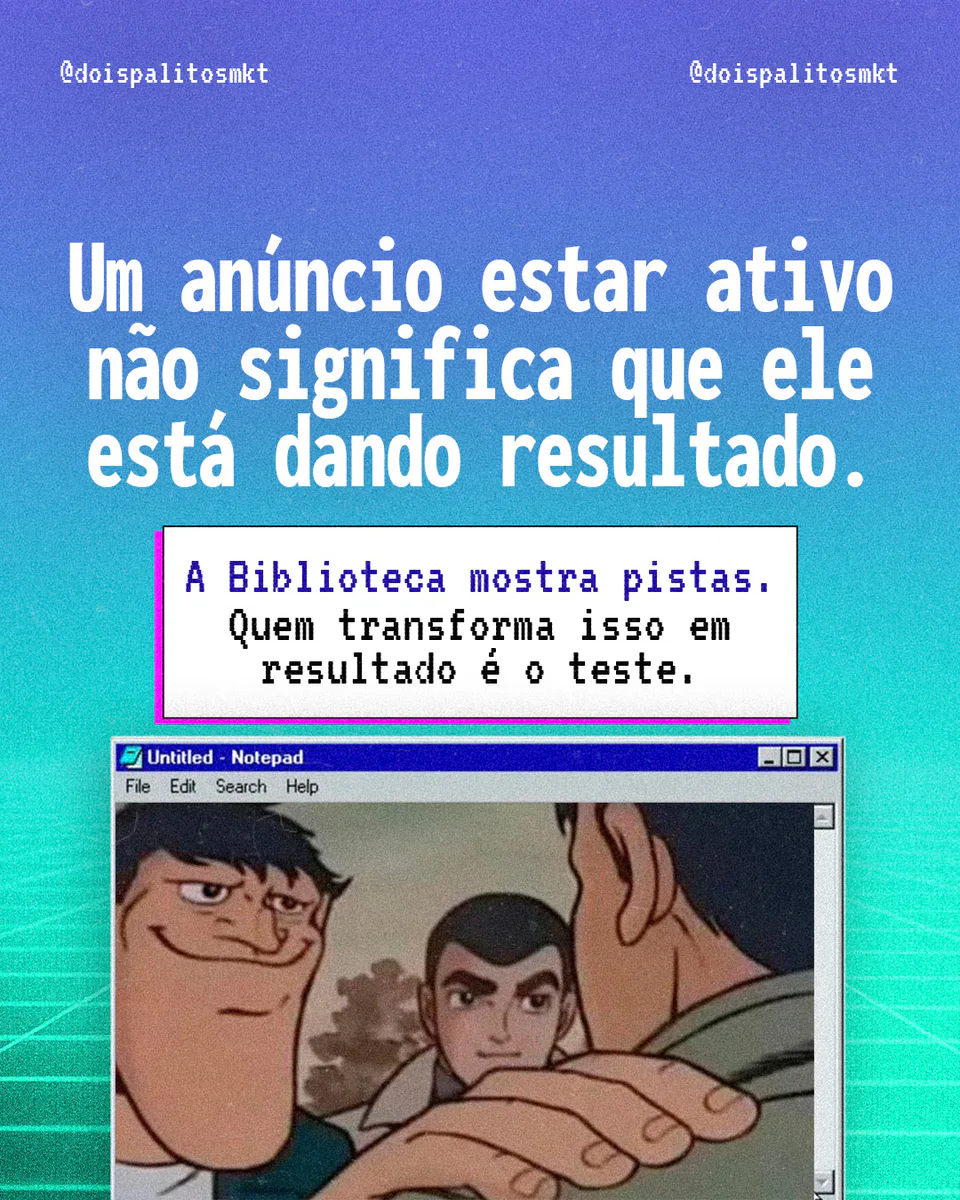 @doispalitosmkt @doispalitosmkt
Um anúncio estar ativo
não significa que ele
está dando resultado.
A Biblioteca mostra pistas.
Quem transforma isso em
resultado é o teste.
Untitled - Notepad
File Edit Search Help